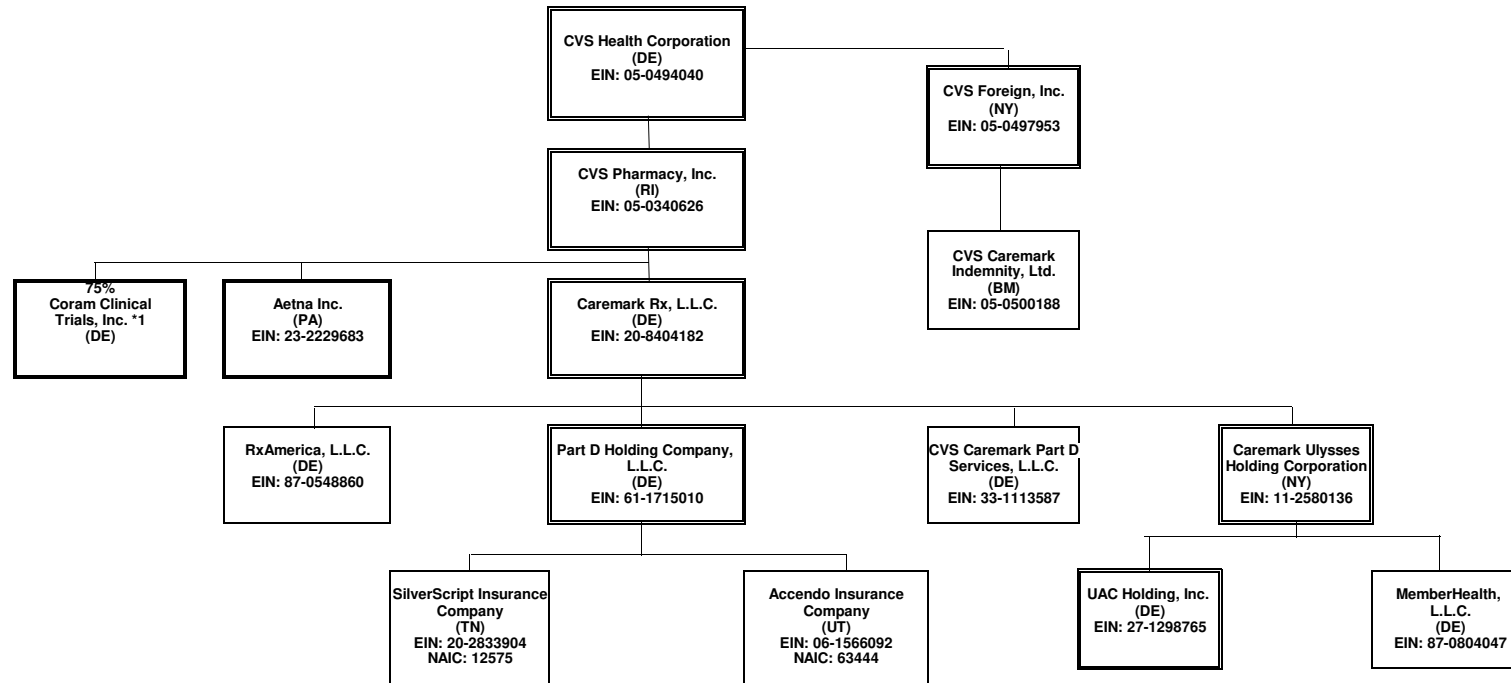 CVS Health Corporation
(DE)
EIN: 05-0494040
CVS Foreign, Inc.
(NY)
EIN: 05-0497953
CVS Pharmacy, Inc.
(RI)
EIN: 05-0340626
CVS Caremark
Indemnity, Ltd.
(BM)
EIN: 05-0500188
75%
Coram Clinical
Trials, Inc. *1
(DE)
Aetna Inc.
(PA)
EIN: 23-2229683
Caremark Rx, L.L.C.
(DE)
EIN: 20-8404182
RxAmerica, L.L.C.
(DE)
EIN: 87-0548860
Part D Holding Company,
L.L.C.
(DE)
EIN: 61-1715010
CVS Caremark Part D
Services, L.L.C.
(DE)
EIN: 33-1113587
Caremark Ulysses
Holding Corporation
(NY)
EIN: 11-2580136
SilverScript Insurance
Company
(TN)
EIN: 20-2833904
NAIC: 12575
Accendo Insurance
Company
(UT)
EIN: 06-1566092
NAIC: 63444
UAC Holding, Inc.
(DE)
EIN: 27-1298765
MemberHealth,
L.L.C.
(DE)
EIN: 87-0804047